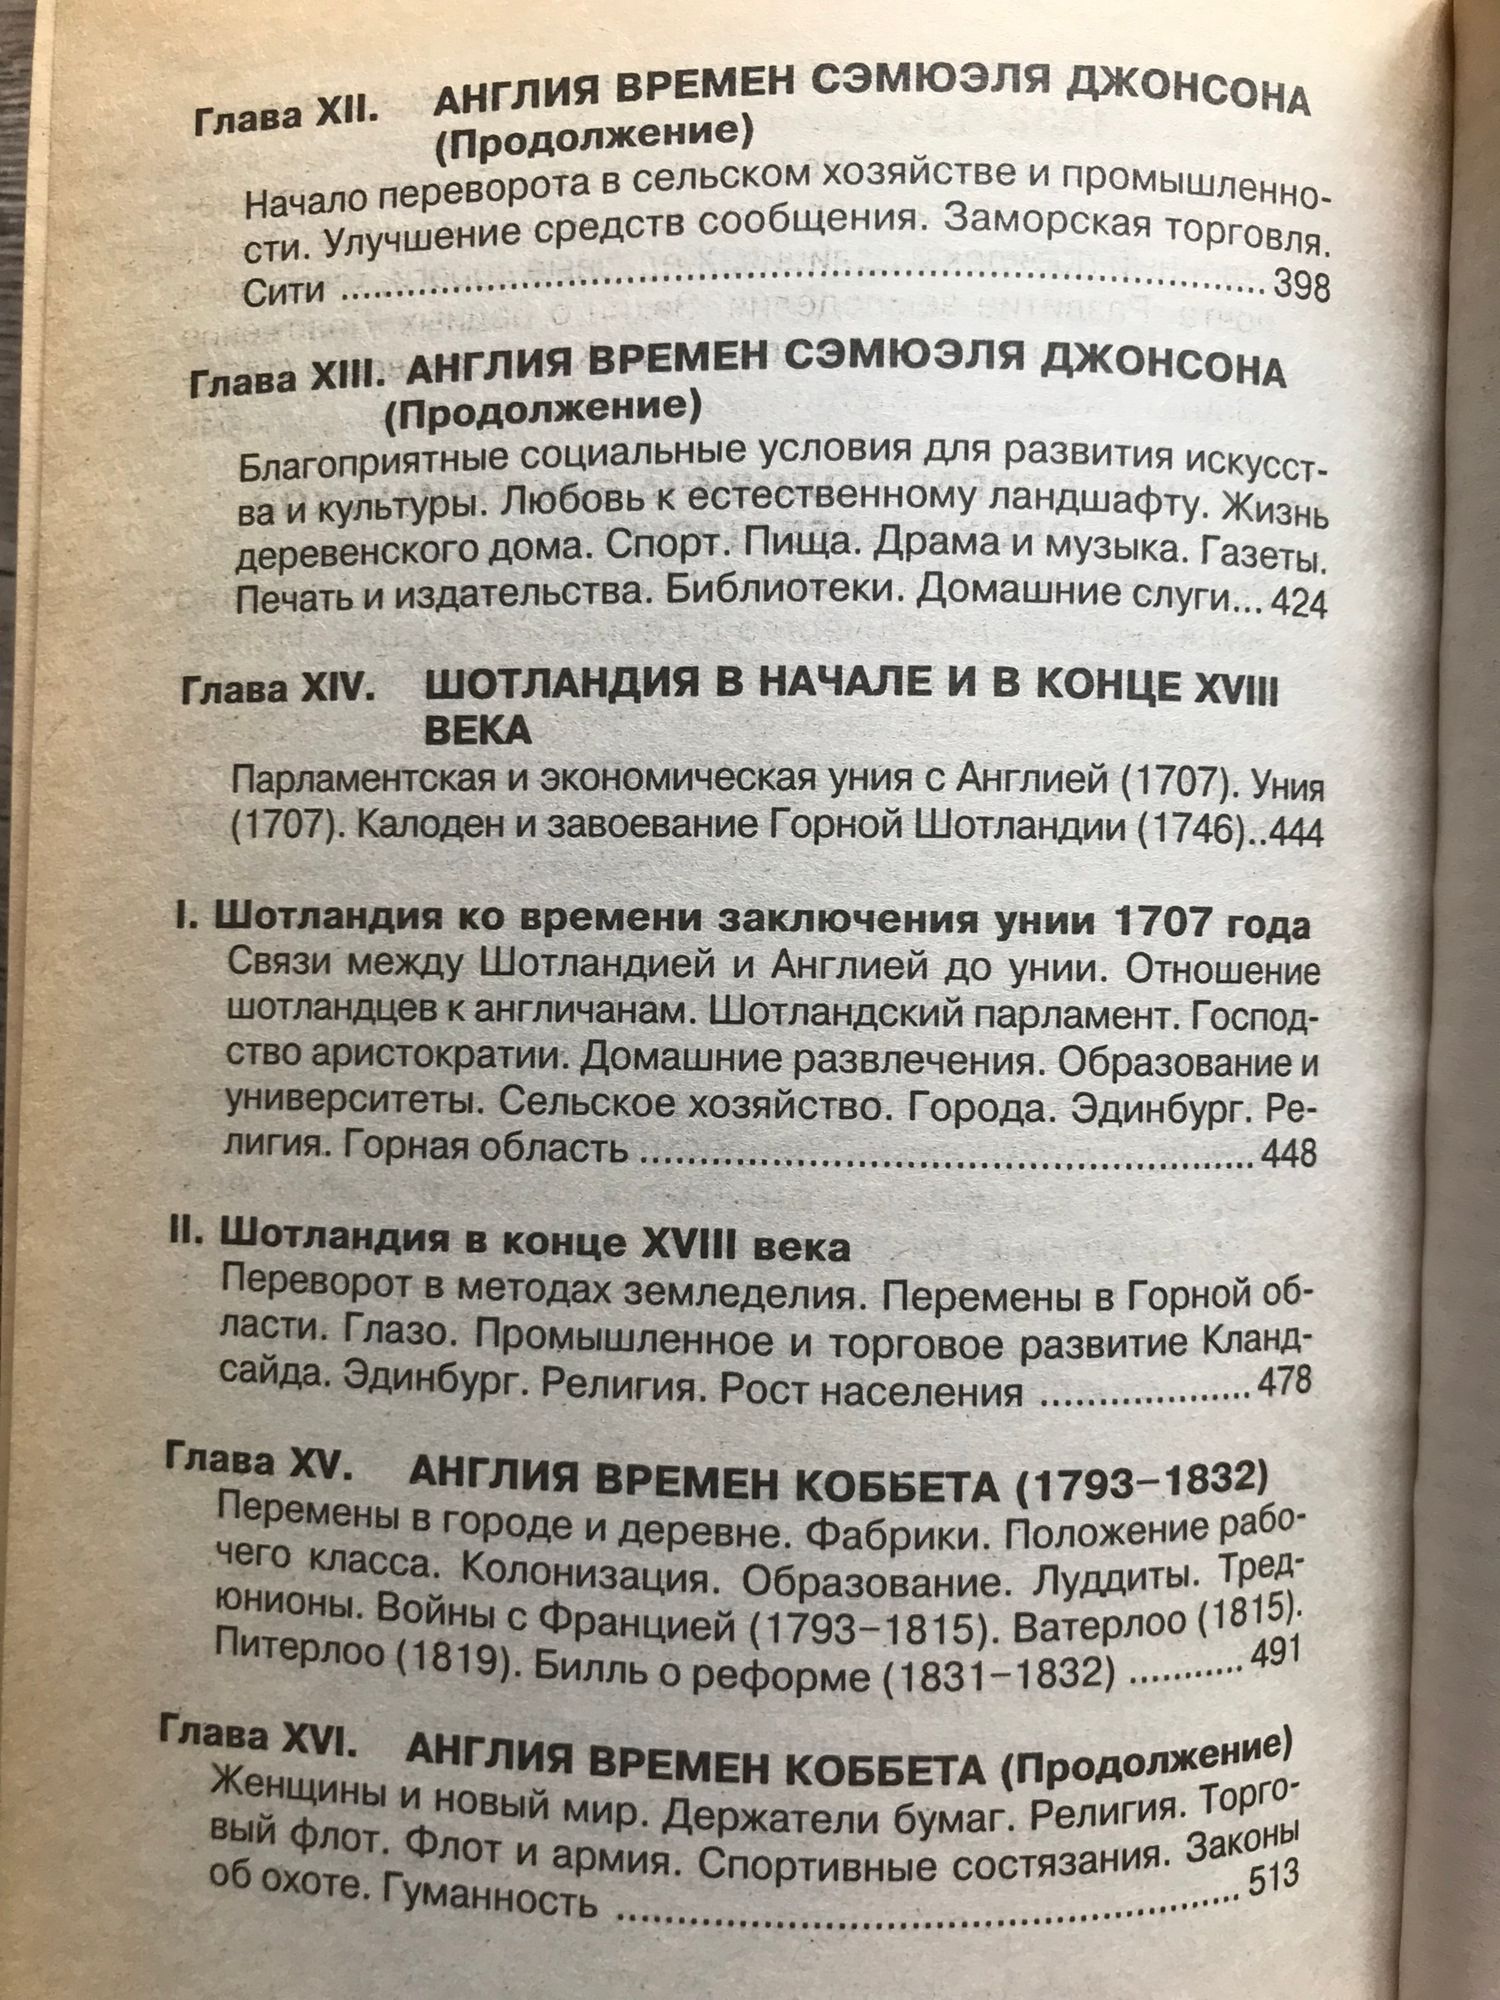 Глава XII. АНГЛИЯ ВРЕМЕН СЭМЮЭЛЯ ДЖОНСОНА
(Продолжение)
Начало переворота в сельском хозяйстве и промышленно-
сти. Улучшение средств сообщения. Заморская торговля.
Сити ........................................................................ 398
Глава XIII. АНГЛИЯ ВРЕМЕН СЭМЮЭЛЯ ДЖОНСОНА
(Продолжение)
Благоприятные социальные условия для развития искусст-
ва и культуры. Любовь к естественному ландшафту. Жизнь
деревенского дома. Спорт. Пища. Драма и музыка. Газеты.
Печать и издательства. Библиотеки. Домашние слуги... 424
Глава XIV. ШОТЛАНДИЯ В НАЧАЛЕ И В КОНЦЕ XVIII
ВЕКА
Парламентская и экономическая уния с Англией (1707). Уния
(1707). Калоден и завоевание Горной Шотландии (1746)..444
I. Шотландия ко времени заключения унии 1707 года
Связи между Шотландией и Англией до унии. Отношение
шотландцев к англичанам. Шотландский парламент. Господ-
ство аристократии. Домашние развлечения. Образование и
университеты. Сельское хозяйство. Города. Эдинбург. Ре-
лигия. Горная область .................................................. 448
II. Шотландия в конце XVIII века
Переворот в методах земледелия. Перемены в Горной об-
ласти. Глазо. Промышленное и торговое развитие Кланд-
сайда. Эдинбург. Религия. Рост населения ................... 478
Глава XV. АНГЛИЯ ВРЕМЕН КОББЕТА (1793–1832)
Перемены в городе и деревне. Фабрики. Положение рабо-
чего класса. Колонизация. Образование. Луддиты. Тред-
юнионы. Войны с Францией (1793–1815). Ватерлоо (1815).
Питерлоо (1819). Билль о реформе (1831–1832) ........... 491
Глава XVI. АНГЛИЯ ВРЕМЕН КОББЕТА (Продолжение)
Женщины и новый мир. Держатели бумаг. Религия. Торго-
вый флот. Флот и армия. Спортивные состязания. Законы
об охоте. Гуманность .................................................. 513